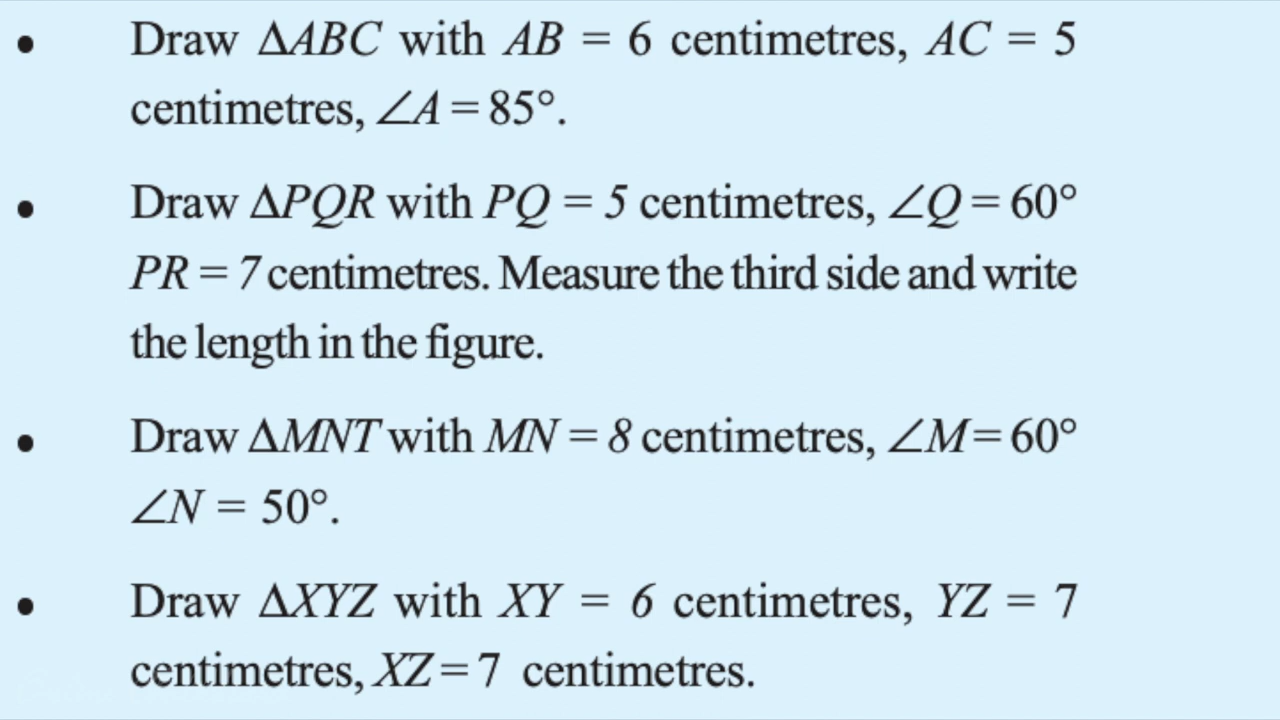 • Draw ΔABC with AB = 6 centimetres, AC = 5
centimetres, ∠A = 85°.
• Draw ΔPQR with PQ = 5 centimetres, ∠Q = 60°
PR = 7 centimetres. Measure the third side and write
the length in the figure.
• Draw ΔMNT with MN = 8 centimetres, ∠M = 60°
∠N = 50°.
• Draw ΔXYZ with XY = 6 centimetres, YZ = 7
centimetres, XZ = 7 centimetres.